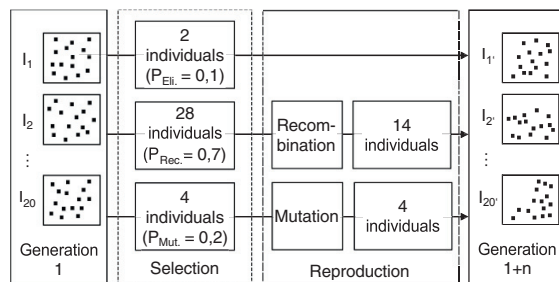 I1
I2
⋮
I20
Generation
1
2
individuals
(PEli. = 0,1)
28
individuals
(PRec. = 0,7)
4
individuals
(PMut. = 0,2)
Selection
Recom-
bination
14
individuals
Mutation
4
individuals
Reproduction
I1'
I2'
⋮
I20'
Generation
1+n